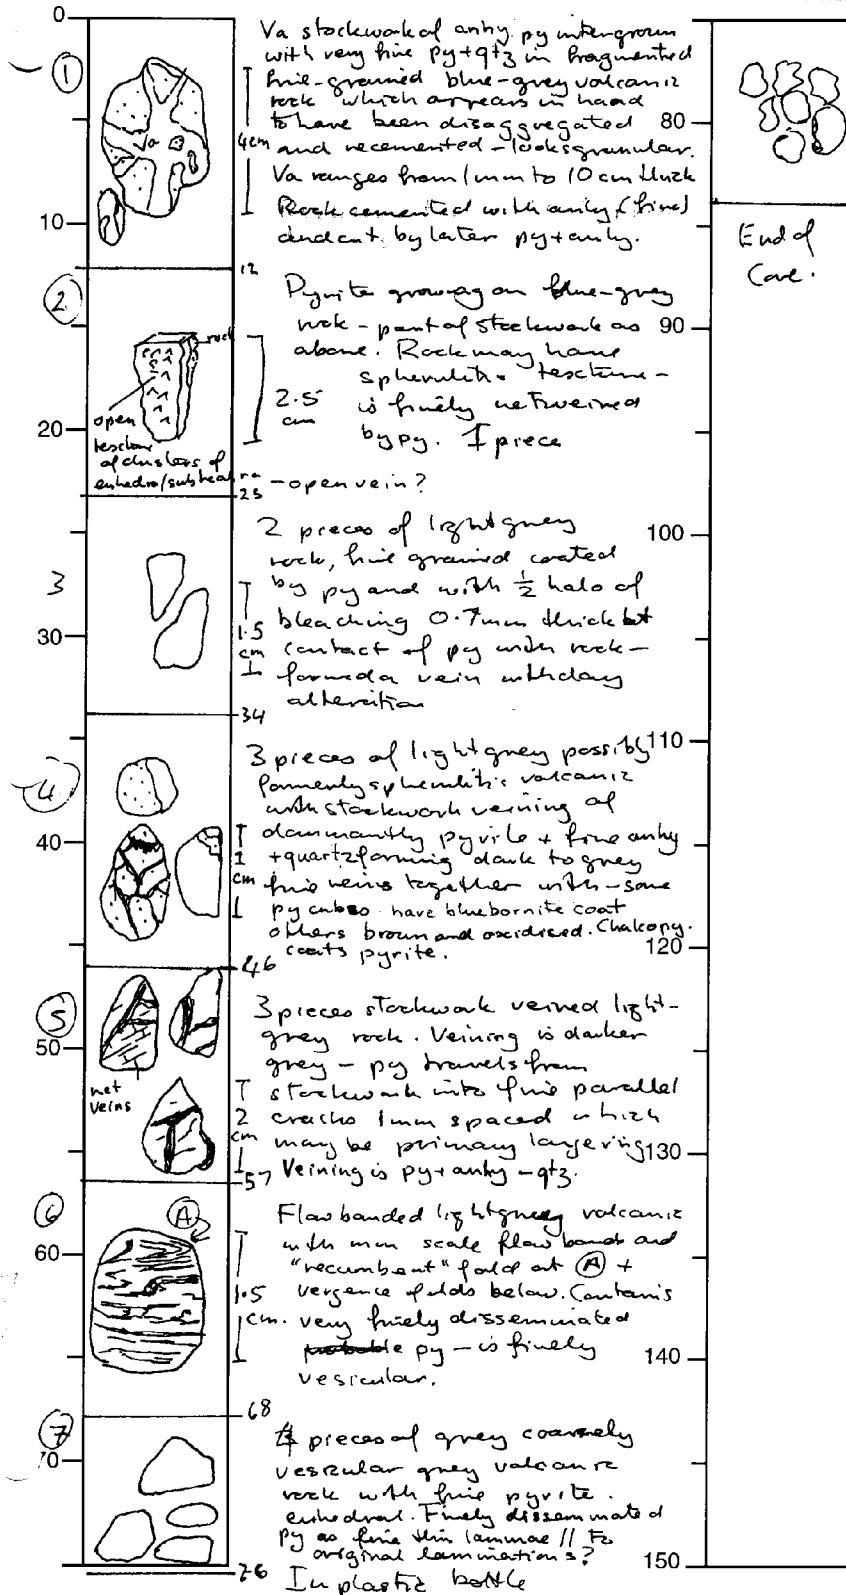 0
Va stockwork of anhy. py intergrown
with very fine py + qtz in fragmented
1
fine-grained blue-grey volcanic
rock which appears in hand
to have been disaggregated
80
4cm
and recemented – looks granular.
Va
Va ranges from 1mm to 10 cm thick
10
Rock cemented with anhy (fine)
and cut by later py + anhy.
End of
Core.
12
2
Pyrite growing on blue-grey
rock – part of stockwork as
90
rock
above. Rock may have
spherulitic texture –
2.5
cm
is finely net veined
by py. 1 piece
open
texture
of clusters of
euhedra/subhedra
20
23
– open vein?
2 pieces of light grey
100
rock, fine grained coated
3
by py and with ½ halo of
bleaching 0.7mm thick at
1.5
cm
30
contact of py with rock –
formed a vein with clay
alteration
34
3 pieces of light grey possibly
110
formerly spherulitic volcanic
4
with stockwork veining of
40
dominantly pyrite + fine anhy
1
cm
+ quartz forming dark to grey
fine veins together with – some
py cubes have blue bornite coat
others brown and oxidised. Chalcopy.
120
coats pyrite.
46
5
3 pieces stockwork veined light-
grey rock. Veining is darker
50
grey – py travels from
net
veins
stockwork into fine parallel
2
cm
cracks 1mm spaced which
may be primary layering
130
57
Veining is py + anhy – qtz.
6
A
Flow banded light grey volcanic
with mm scale flow bands and
60
"recumbent" fold at A +
vergence folds below. Contains
1.5
cm.
very finely disseminated
py – is finely
140
vesicular.
68
7
4 pieces of grey coarsely
70
vesicular grey volcanic
rock with fine pyrite.
euhedral. Finely disseminated
py as fine thin laminae // to
original laminations?
150
76
In plastic bottle